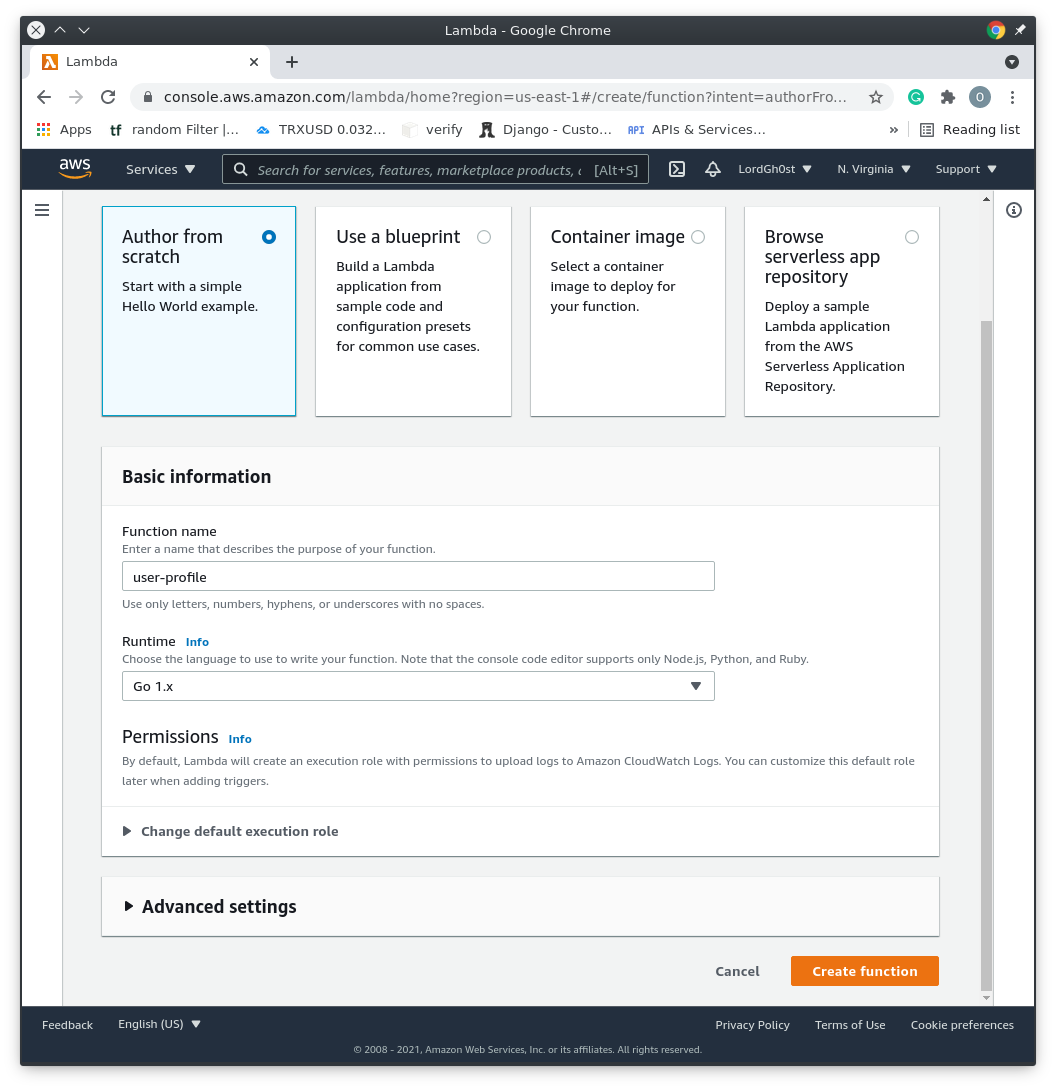 Lambda - Google Chrome
Lambda
console.aws.amazon.com/lambda/home?region=us-east-1#/create/function?intent=authorFro...
Apps
tf random Filter |...
TRXUSD 0.032...
verify
Django - Custo...
API APIs & Services...
»
Reading list
aws
Services
Search for services, features, marketplace products, [Alt+S]
LordGh0st
N. Virginia
Support
Author from
scratch
Start with a simple
Hello World example.
Use a blueprint
Build a Lambda
application from
sample code and
configuration presets
for common use cases.
Container image
Select a container
image to deploy for
your function.
Browse
serverless app
repository
Deploy a sample
Lambda application
from the AWS
Serverless Application
Repository.
Basic information
Function name
Enter a name that describes the purpose of your function.
user-profile
Use only letters, numbers, hyphens, or underscores with no spaces.
Runtime Info
Choose the language to use to write your function. Note that the console code editor supports only Node.js, Python, and Ruby.
Go 1.x
Permissions Info
By default, Lambda will create an execution role with permissions to upload logs to Amazon CloudWatch Logs. You can customize this default role
later when adding triggers.
Change default execution role
Advanced settings
Cancel
Create function
Feedback
English (US)
Privacy Policy
Terms of Use
Cookie preferences
© 2008 - 2021, Amazon Web Services, Inc. or its affiliates. All rights reserved.